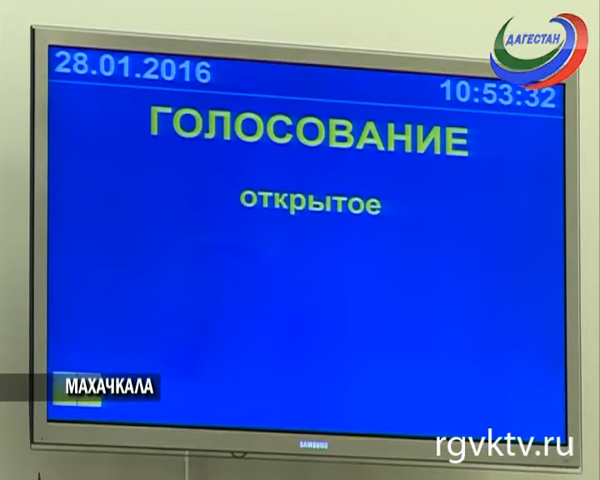 ДАГЕСТАН
28.01.2016
10:53:32
ГОЛОСОВАНИЕ
открытое
МАХАЧКАЛА
SAMSUNG
rgvktv.ru